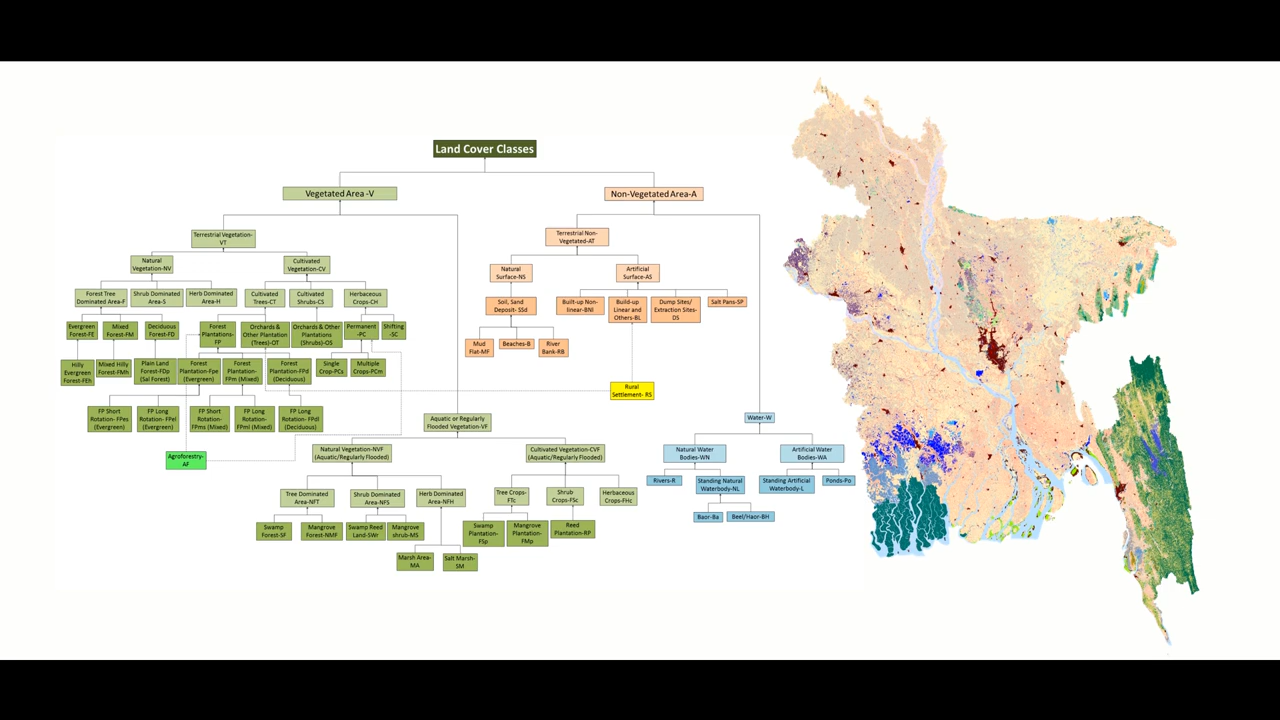 Land Cover Classes
Vegetated Area -V
Non-Vegetated Area-A
Terrestrial Vegetation-
VT
Terrestrial Non-
Vegetated-AT
Natural
Vegetation-NV
Cultivated
Vegetation-CV
Natural
Surface-NS
Artificial
Surface-AS
Forest Tree
Dominated Area-F
Shrub Dominated
Area-S
Herb Dominated
Area-H
Cultivated
Trees-CT
Cultivated
Shrubs-CS
Herbaceous
Crops-CH
Soil, Sand
Deposit- SSd
Built-up Non-
linear-BNl
Build-up
Linear and
Others-BL
Dump Sites/
Extraction Sites-
DS
Salt Pans-SP
Evergreen
Forest-FE
Mixed
Forest-FM
Deciduous
Forest-FD
Forest
Plantations-
FP
Orchards &
Other Plantation
(Trees)-OT
Orchards & Other
Plantations
(Shrubs)-OS
Permanent
-PC
Shifting
-SC
Mud
Flat-MF
Beaches-B
River
Bank-RB
Hilly
Evergreen
Forest-FEh
Mixed Hilly
Forest-FMh
Plain Land
Forest-FDp
(Sal Forest)
Forest
Plantation-Fpe
(Evergreen)
Forest
Plantation-
FPm (Mixed)
Forest
Plantation-FPd
(Deciduous)
Single
Crop-PCs
Multiple
Crops-PCm
Rural
Settlement- RS
FP Short
Rotation- FPes
(Evergreen)
FP Long
Rotation- FPel
(Evergreen)
FP Short
Rotation-
FPms (Mixed)
FP Long
Rotation-
FPml (Mixed)
FP Long
Rotation- FPdl
(Deciduous)
Aquatic or Regularly
Flooded Vegetation-VF
Water-W
Agroforestry-
AF
Natural Vegetation-NVF
(Aquatic/Regularly Flooded)
Cultivated Vegetation-CVF
(Aquatic/Regularly Flooded)
Natural Water
Bodies-WN
Artificial Water
Bodies-WA
Rivers-R
Standing Natural
Waterbody-NL
Standing Artificial
Waterbody-L
Ponds-Po
Tree Dominated
Area-NFT
Shrub Dominated
Area-NFS
Herb Dominated
Area-NFH
Tree Crops-
FTc
Shrub
Crops-FSc
Herbaceous
Crops-FHc
Baor-Ba
Beel/Haor-BH
Swamp
Forest-SF
Mangrove
Forest-NMF
Swamp Reed
Land-SWr
Mangrove
shrub-MS
Swamp
Plantation-
FSp
Mangrove
Plantation-
FMp
Reed
Plantation-RP
Marsh Area-
MA
Salt Marsh-
SM